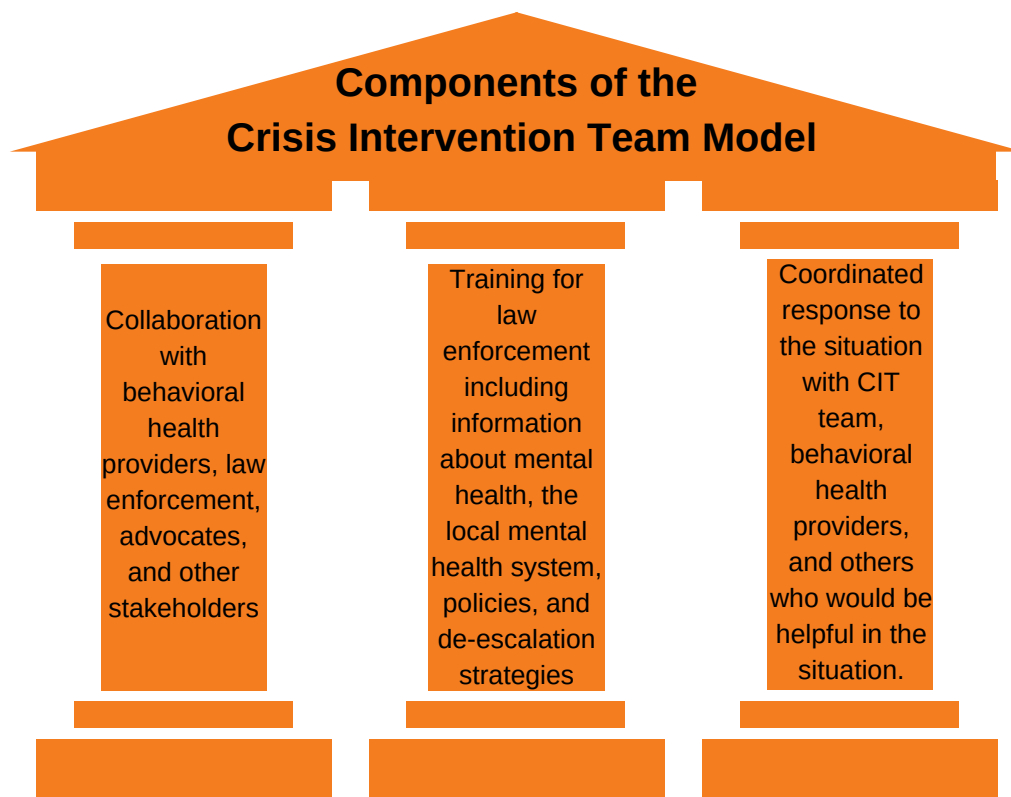 Components of the
Crisis Intervention Team Model
Collaboration
with
behavioral
health
providers, law
enforcement,
advocates,
and other
stakeholders
Training for
law
enforcement
including
information
about mental
health, the
local mental
health system,
policies, and
de-escalation
strategies
Coordinated
response to
the situation
with CIT
team,
behavioral
health
providers,
and others
who would be
helpful in the
situation.